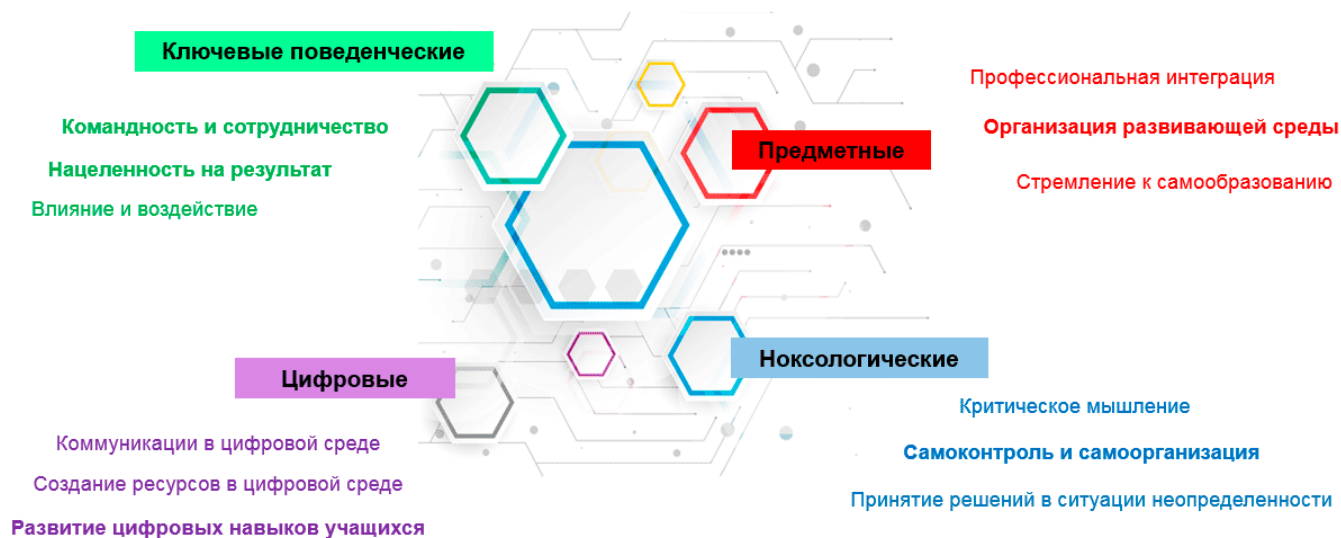 Ключевые поведенческие
Командность и сотрудничество
Нацеленность на результат
Влияние и воздействие
Предметные
Профессиональная интеграция
Организация развивающей среды
Стремление к самообразованию
Цифровые
Коммуникации в цифровой среде
Создание ресурсов в цифровой среде
Развитие цифровых навыков учащихся
Ноксологические
Критическое мышление
Самоконтроль и самоорганизация
Принятие решений в ситуации неопределенности